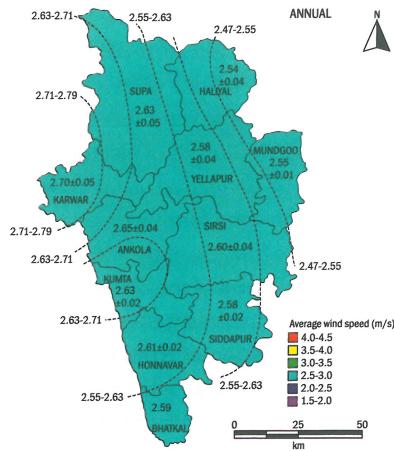 2.63-2.71
2.55-2.63
ANNUAL
N
2.47-2.55
2.54
±0.04
HALIYAL
SUPA
2.63
±0.05
2.71-2.79
2.58
±0.04
YELLAPUR
MUNDGOO
2.55
±0.01
2.70±0.05
KARWAR
2.71-2.79
2.65±0.04
ANKOLA
SIRSI
2.60±0.04
2.63-2.71
2.47-2.55
KUMTA
2.63
±0.02
2.58
±0.02
SIDDAPUR
2.63-2.71
2.61±0.02
HONNAVAR
2.55-2.63
2.55-2.63
2.59
BHATKAL
Average wind speed (m/s)
4.0-4.5
3.5-4.0
3.0-3.5
2.5-3.0
2.0-2.5
1.5-2.0
0 25 50
km